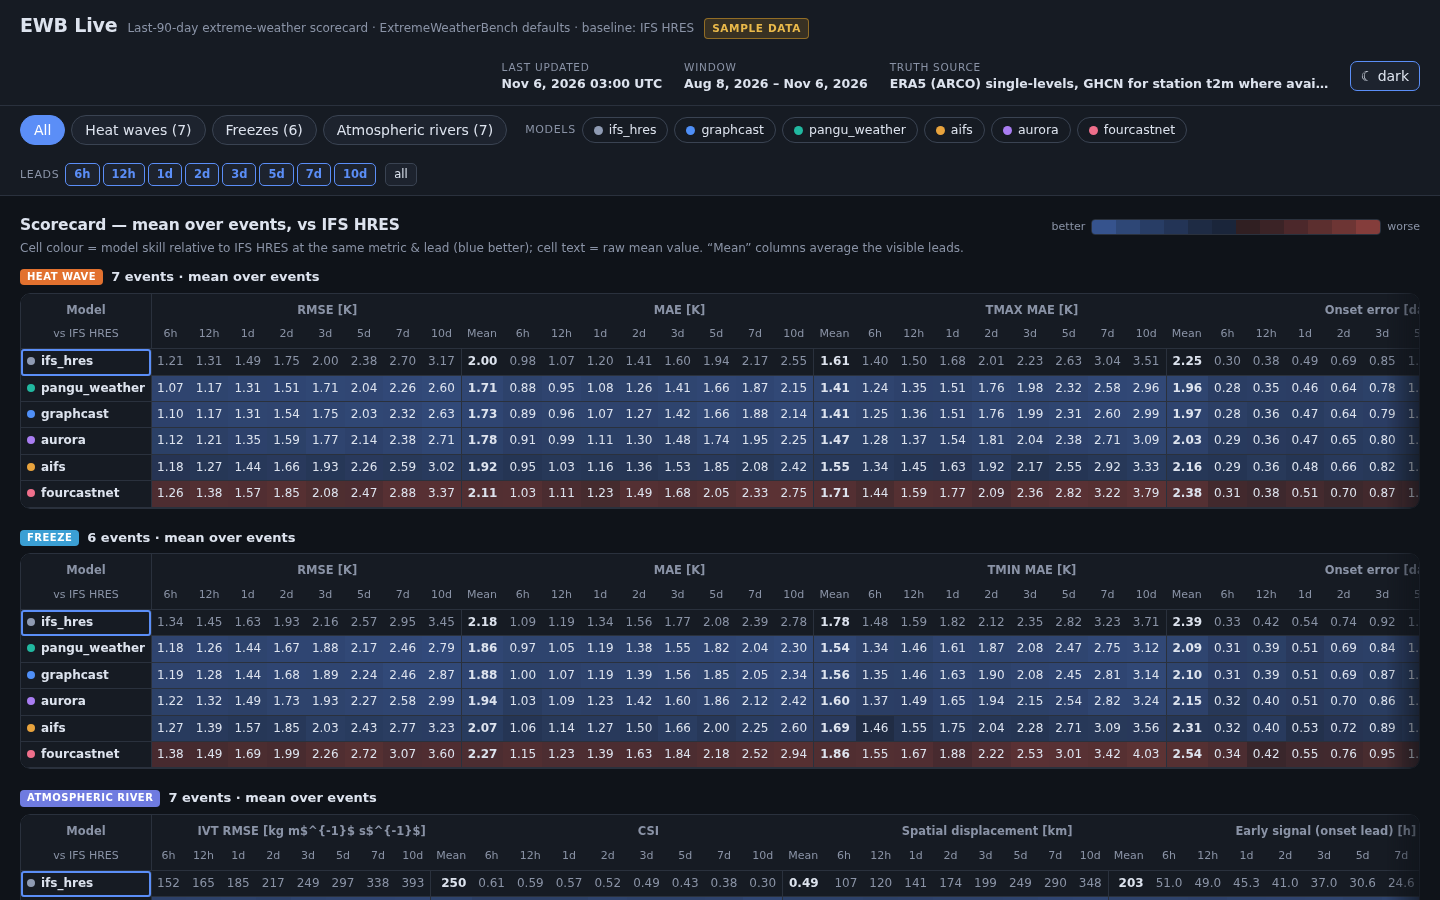 EWB Live Last-90-day extreme-weather scorecard · ExtremeWeatherBench defaults · baseline: IFS HRES SAMPLE DATA
LAST UPDATED WINDOW TRUTH SOURCE
Nov 6, 2026 03:00 UTC Aug 8, 2026 – Nov 6, 2026 ERA5 (ARCO) single-levels, GHCN for station t2m where avai… ☾ dark
All Heat waves (7) Freezes (6) Atmospheric rivers (7) MODELS ifs_hres graphcast pangu_weather aifs aurora fourcastnet
LEADS 6h 12h 1d 2d 3d 5d 7d 10d all
Scorecard — mean over events, vs IFS HRES better worse
Cell colour = model skill relative to IFS HRES at the same metric & lead (blue better); cell text = raw mean value. “Mean” columns average the visible leads.
HEAT WAVE 7 events · mean over events
Model RMSE [K] MAE [K] TMAX MAE [K] Onset error [da
vs IFS HRES 6h 12h 1d 2d 3d 5d 7d 10d Mean 6h 12h 1d 2d 3d 5d 7d 10d Mean 6h 12h 1d 2d 3d 5d 7d 10d Mean 6h 12h 1d 2d 3d 5
ifs_hres 1.21 1.31 1.49 1.75 2.00 2.38 2.70 3.17 2.00 0.98 1.07 1.20 1.41 1.60 1.94 2.17 2.55 1.61 1.40 1.50 1.68 2.01 2.23 2.63 3.04 3.51 2.25 0.30 0.38 0.49 0.69 0.85 1.
pangu_weather 1.07 1.17 1.31 1.51 1.71 2.04 2.26 2.60 1.71 0.88 0.95 1.08 1.26 1.41 1.66 1.87 2.15 1.41 1.24 1.35 1.51 1.76 1.98 2.32 2.58 2.96 1.96 0.28 0.35 0.46 0.64 0.78 1.
graphcast 1.10 1.17 1.31 1.54 1.75 2.03 2.32 2.63 1.73 0.89 0.96 1.07 1.27 1.42 1.66 1.88 2.14 1.41 1.25 1.36 1.51 1.76 1.99 2.31 2.60 2.99 1.97 0.28 0.36 0.47 0.64 0.79 1.
aurora 1.12 1.21 1.35 1.59 1.77 2.14 2.38 2.71 1.78 0.91 0.99 1.11 1.30 1.48 1.74 1.95 2.25 1.47 1.28 1.37 1.54 1.81 2.04 2.38 2.71 3.09 2.03 0.29 0.36 0.47 0.65 0.80 1.
aifs 1.18 1.27 1.44 1.66 1.93 2.26 2.59 3.02 1.92 0.95 1.03 1.16 1.36 1.53 1.85 2.08 2.42 1.55 1.34 1.45 1.63 1.92 2.17 2.55 2.92 3.33 2.16 0.29 0.36 0.48 0.66 0.82 1.
fourcastnet 1.26 1.38 1.57 1.85 2.08 2.47 2.88 3.37 2.11 1.03 1.11 1.23 1.49 1.68 2.05 2.33 2.75 1.71 1.44 1.59 1.77 2.09 2.36 2.82 3.22 3.79 2.38 0.31 0.38 0.51 0.70 0.87 1.
FREEZE 6 events · mean over events
Model RMSE [K] MAE [K] TMIN MAE [K] Onset error [da
vs IFS HRES 6h 12h 1d 2d 3d 5d 7d 10d Mean 6h 12h 1d 2d 3d 5d 7d 10d Mean 6h 12h 1d 2d 3d 5d 7d 10d Mean 6h 12h 1d 2d 3d 5
ifs_hres 1.34 1.45 1.63 1.93 2.16 2.57 2.95 3.45 2.18 1.09 1.19 1.34 1.56 1.77 2.08 2.39 2.78 1.78 1.48 1.59 1.82 2.12 2.35 2.82 3.23 3.71 2.39 0.33 0.42 0.54 0.74 0.92 1.
pangu_weather 1.18 1.26 1.44 1.67 1.88 2.17 2.46 2.79 1.86 0.97 1.05 1.19 1.38 1.55 1.82 2.04 2.30 1.54 1.34 1.46 1.61 1.87 2.08 2.47 2.75 3.12 2.09 0.31 0.39 0.51 0.69 0.84 1.
graphcast 1.19 1.28 1.44 1.68 1.89 2.24 2.46 2.87 1.88 1.00 1.07 1.19 1.39 1.56 1.85 2.05 2.34 1.56 1.35 1.46 1.63 1.90 2.08 2.45 2.81 3.14 2.10 0.31 0.39 0.51 0.69 0.87 1.
aurora 1.22 1.32 1.49 1.73 1.93 2.27 2.58 2.99 1.94 1.03 1.09 1.23 1.42 1.60 1.86 2.12 2.42 1.60 1.37 1.49 1.65 1.94 2.15 2.54 2.82 3.24 2.15 0.32 0.40 0.51 0.70 0.86 1.
aifs 1.27 1.39 1.57 1.85 2.03 2.43 2.77 3.23 2.07 1.06 1.14 1.27 1.50 1.66 2.00 2.25 2.60 1.69 1.46 1.55 1.75 2.04 2.28 2.71 3.09 3.56 2.31 0.32 0.40 0.53 0.72 0.89 1.
fourcastnet 1.38 1.49 1.69 1.99 2.26 2.72 3.07 3.60 2.27 1.15 1.23 1.39 1.63 1.84 2.18 2.52 2.94 1.86 1.55 1.67 1.88 2.22 2.53 3.01 3.42 4.03 2.54 0.34 0.42 0.55 0.76 0.95 1.
ATMOSPHERIC RIVER 7 events · mean over events
Model IVT RMSE [kg m$^{-1}$ s$^{-1}$] CSI Spatial displacement [km] Early signal (onset lead) [h]
vs IFS HRES 6h 12h 1d 2d 3d 5d 7d 10d Mean 6h 12h 1d 2d 3d 5d 7d 10d Mean 6h 12h 1d 2d 3d 5d 7d 10d Mean 6h 12h 1d 2d 3d 5d 7d
ifs_hres 152 165 185 217 249 297 338 393 250 0.61 0.59 0.57 0.52 0.49 0.43 0.38 0.30 0.49 107 120 141 174 199 249 290 348 203 51.0 49.0 45.3 41.0 37.0 30.6 24.6